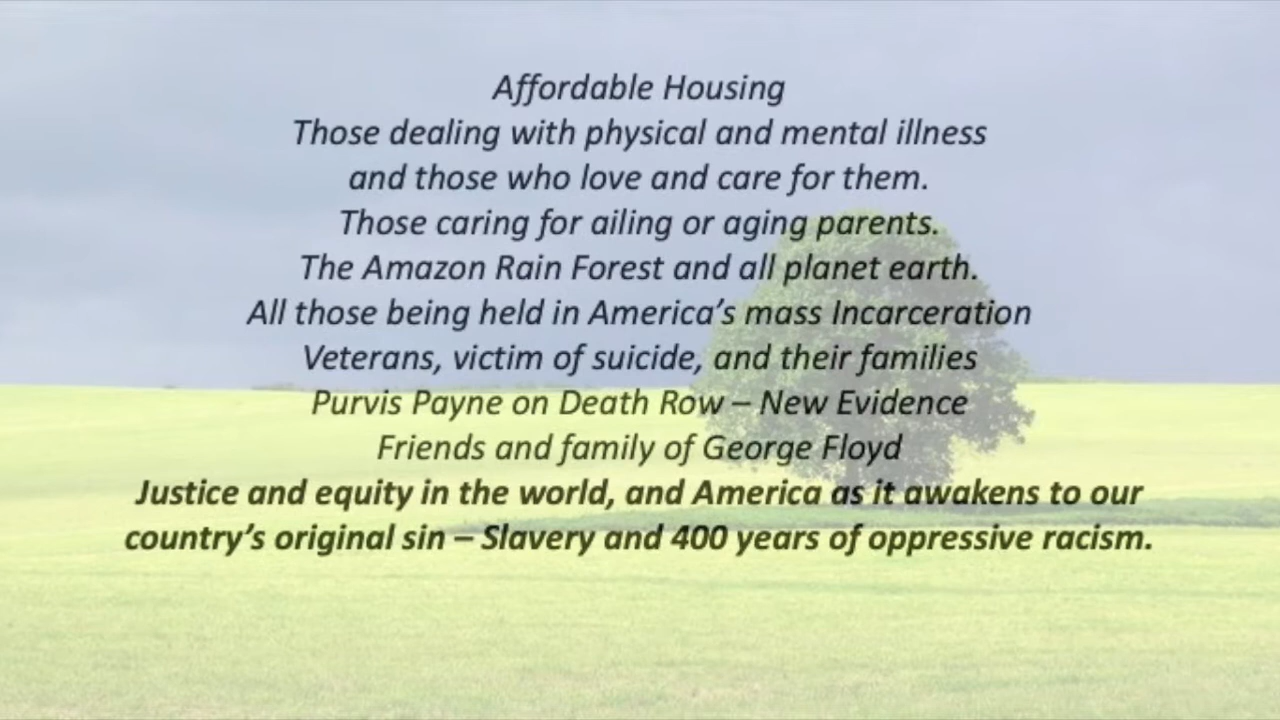 Affordable Housing
Those dealing with physical and mental illness
and those who love and care for them.
Those caring for ailing or aging parents.
The Amazon Rain Forest and all planet earth.
All those being held in America’s mass Incarceration
Veterans, victim of suicide, and their families
Purvis Payne on Death Row – New Evidence
Friends and family of George Floyd
Justice and equity in the world, and America as it awakens to our
country’s original sin – Slavery and 400 years of oppressive racism.